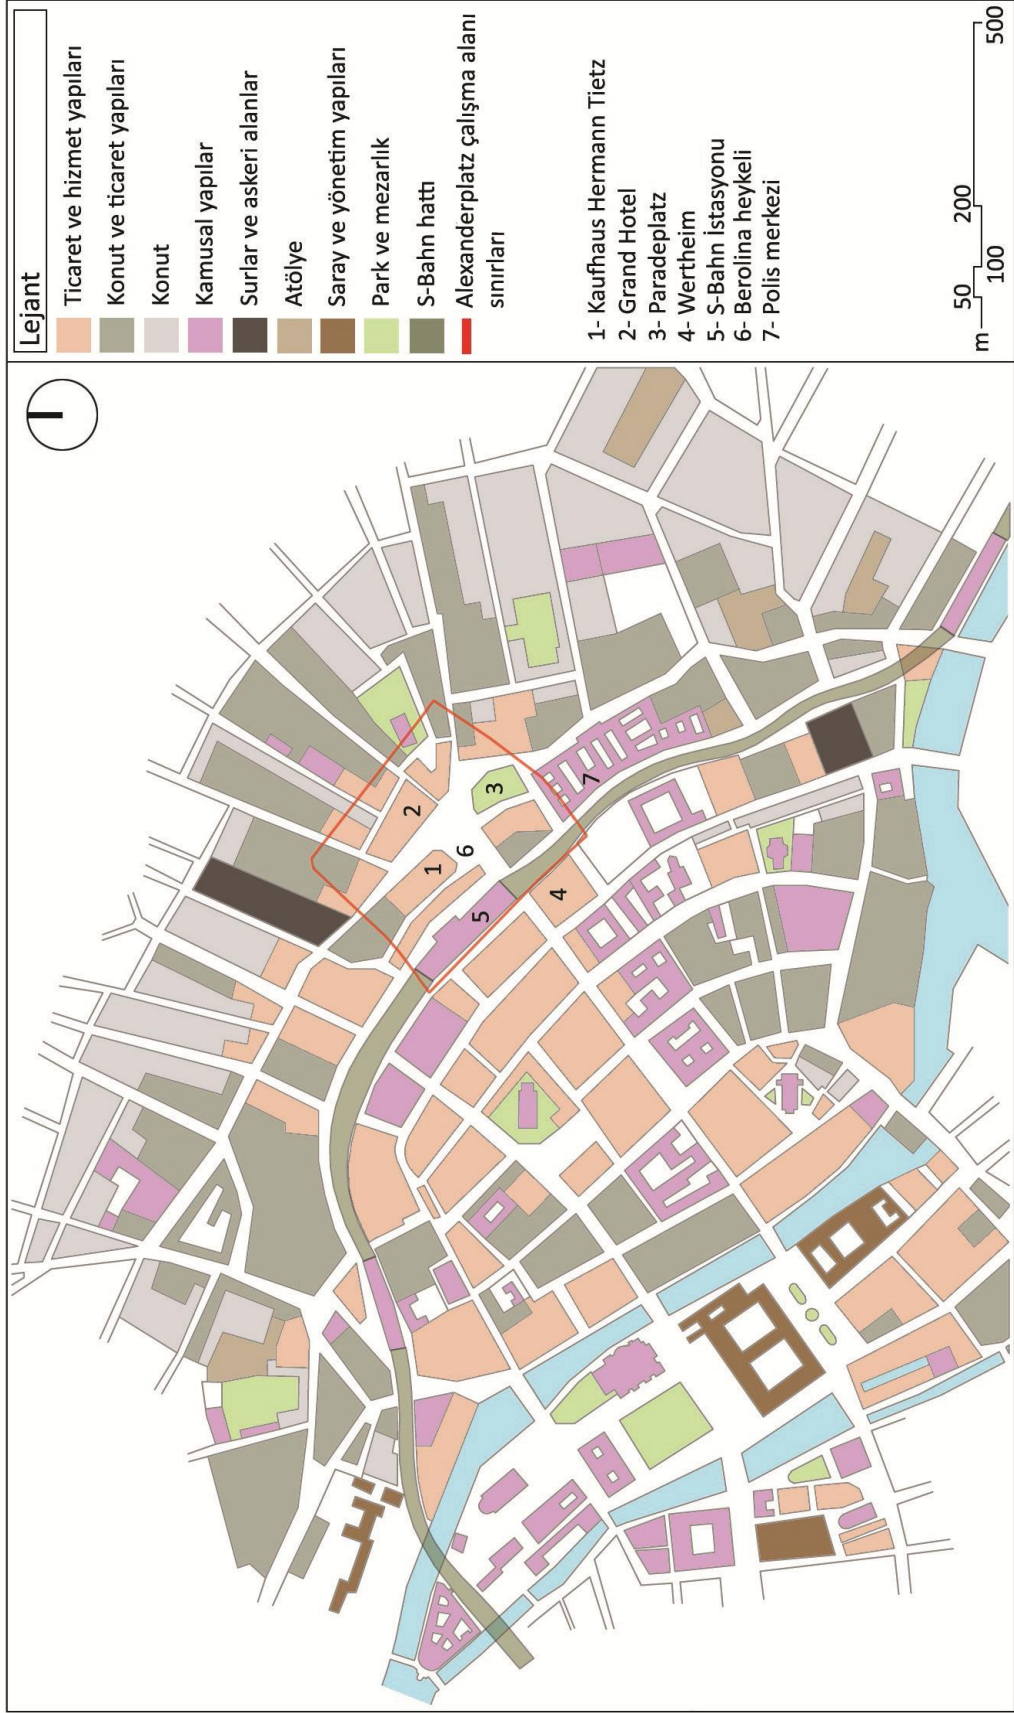 Lejant
Ticaret ve hizmet yapıları
Konut ve ticaret yapıları
Konut
Kamusal yapılar
Surlar ve askeri alanlar
Atölye
Saray ve yönetim yapıları
Park ve mezarlık
S-Bahn hattı
Alexanderplatz çalışma alanı
sınırları
1- Kaufhaus Hermann Tietz
2- Grand Hotel
3- Paradeplatz
4- Wertheim
5- S-Bahn İstasyonu
6- Berolina heykeli
7- Polis merkezi
m 50 100 200 500
1
2
3
4
5
6
7